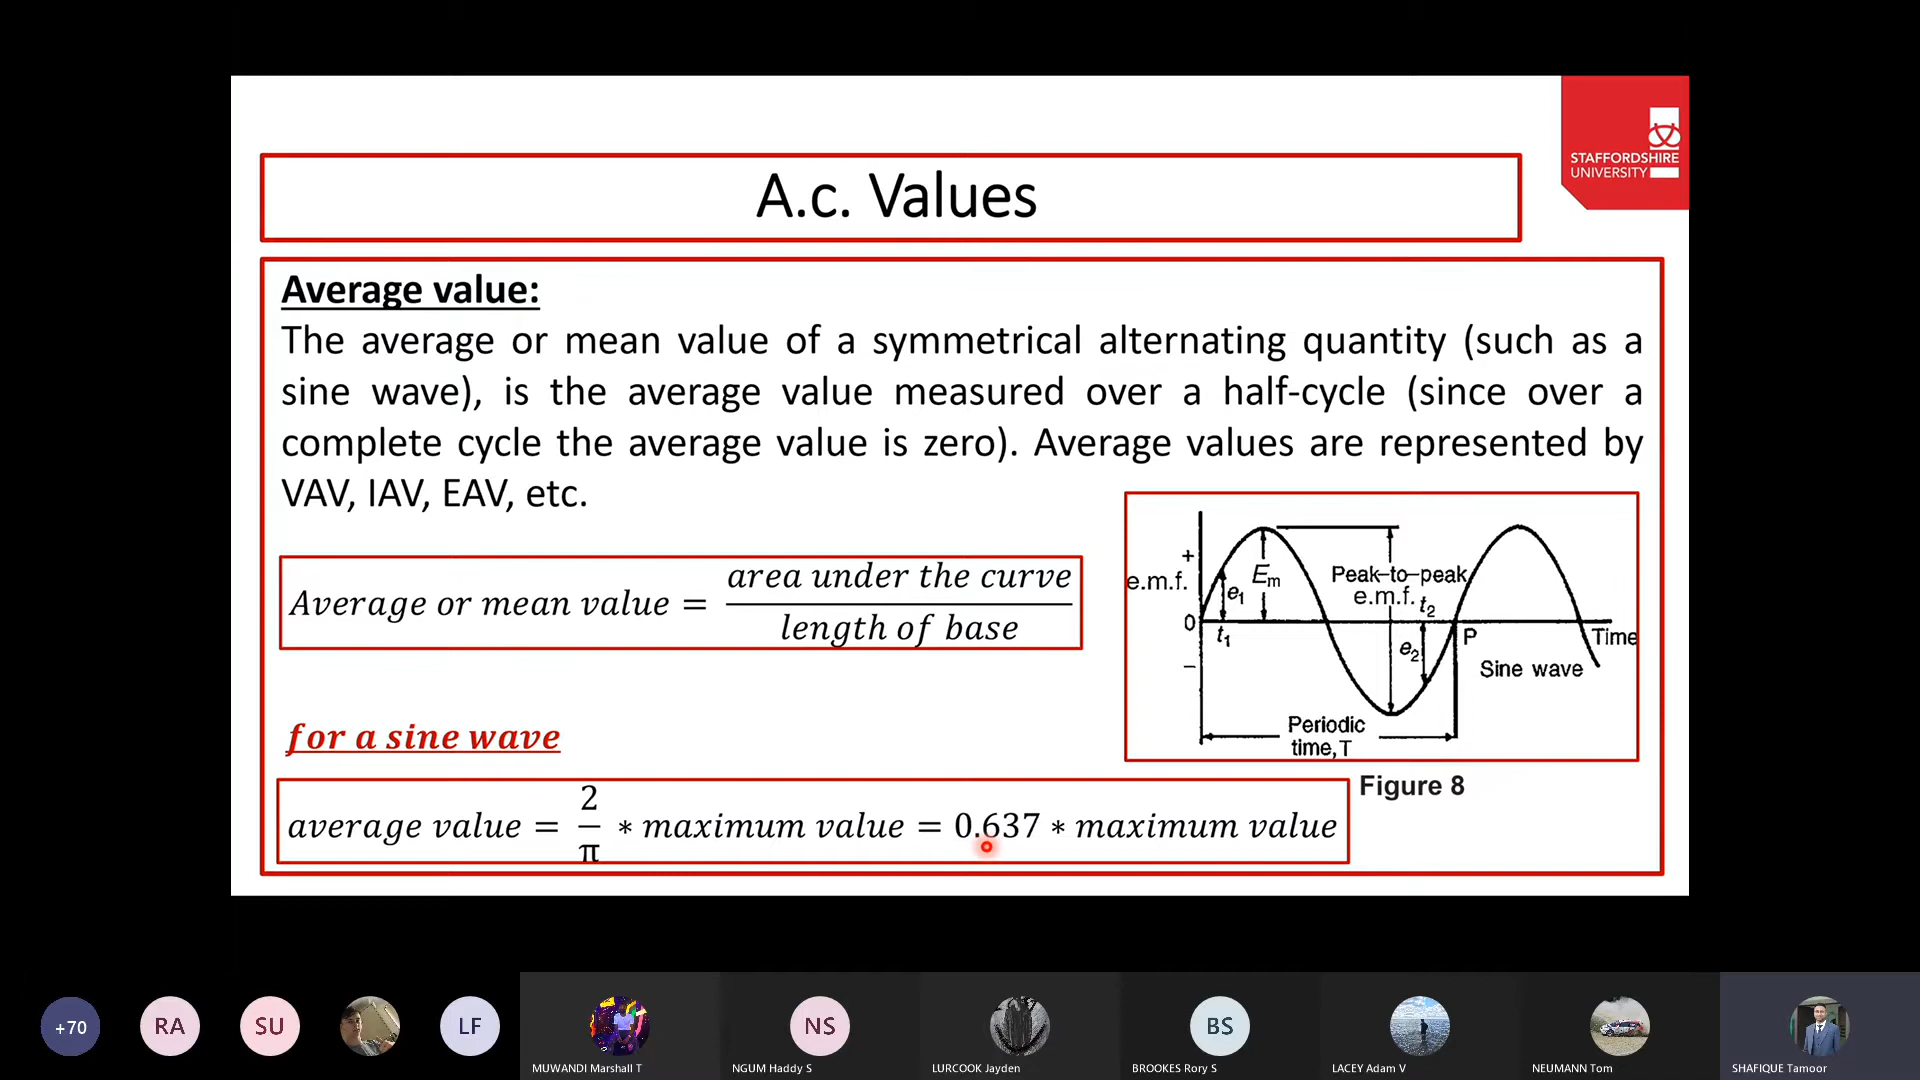 STAFFORDSHIRE
UNIVERSITY
A.c. Values
Average value:
The average or mean value of a symmetrical alternating quantity (such as a
sine wave), is the average value measured over a half-cycle (since over a
complete cycle the average value is zero). Average values are represented by
VAV, IAV, EAV, etc.
Average or mean value = area under the curve / length of base
+
e.m.f.
0
−
e₁
t₁
Eₘ
Peak-to-peak
e.m.f.
t₂
e₂
P
Time
Sine wave
Periodic
time,T
Figure 8
for a sine wave
average value = 2/π * maximum value = 0.637 * maximum value
+70
RA
SU
LF
MUWANDI Marshall T
NS
NGUM Haddy S
LURCOOK Jayden
BS
BROOKES Rory S
LACEY Adam V
NEUMANN Tom
SHAFIQUE Tamoor